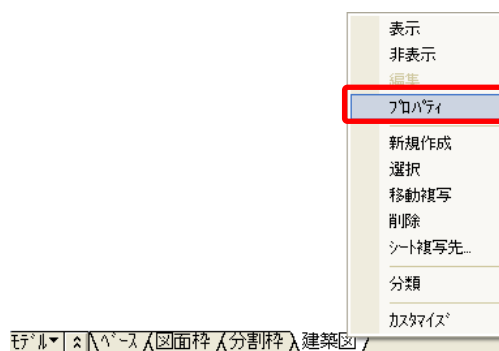 表示
非表示
編集
ﾌﾟﾛﾊﾟﾃｨ
新規作成
選択
移動複写
削除
ｼｰﾄ複写先...
分類
ｶｽﾀﾏｲｽﾞ
ﾓﾃﾞﾙ▼ ﾍﾞｰｽ 図面枠 分割枠 建築図